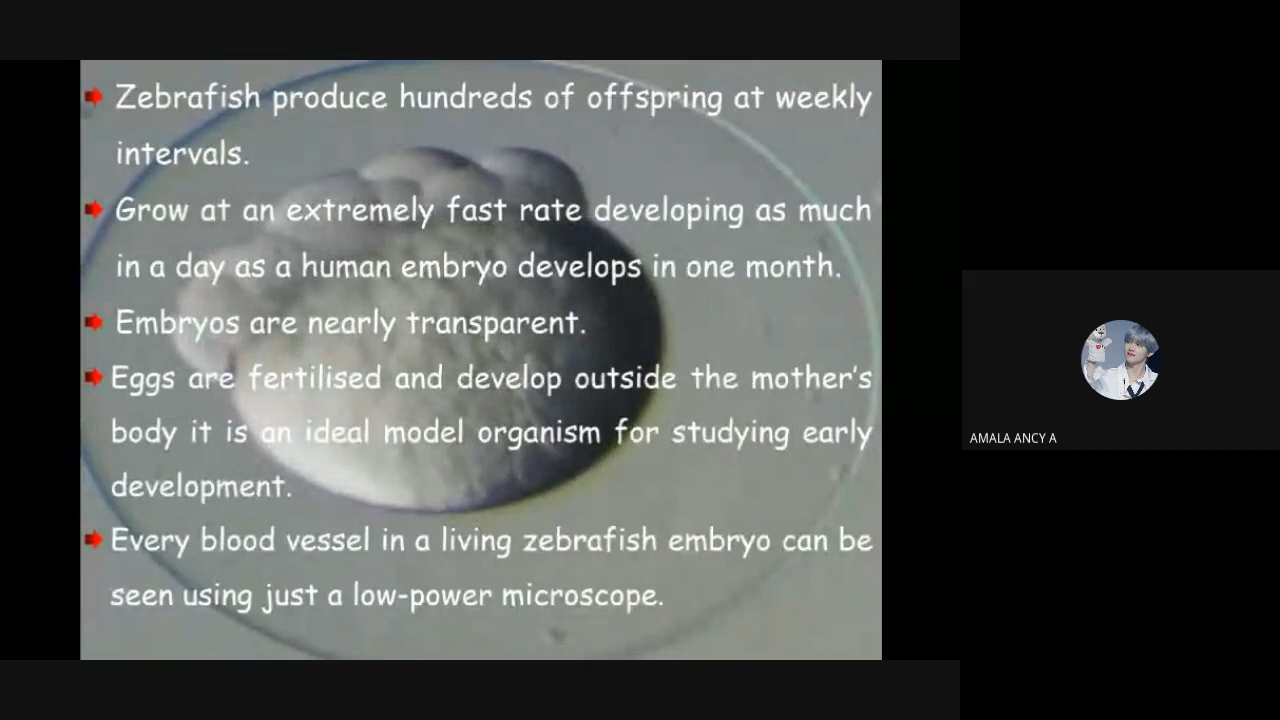 Zebrafish produce hundreds of offspring at weekly
intervals.
Grow at an extremely fast rate developing as much
in a day as a human embryo develops in one month.
Embryos are nearly transparent.
Eggs are fertilised and develop outside the mother's
body it is an ideal model organism for studying early
development.
Every blood vessel in a living zebrafish embryo can be
seen using just a low-power microscope.
AMALA ANCY A